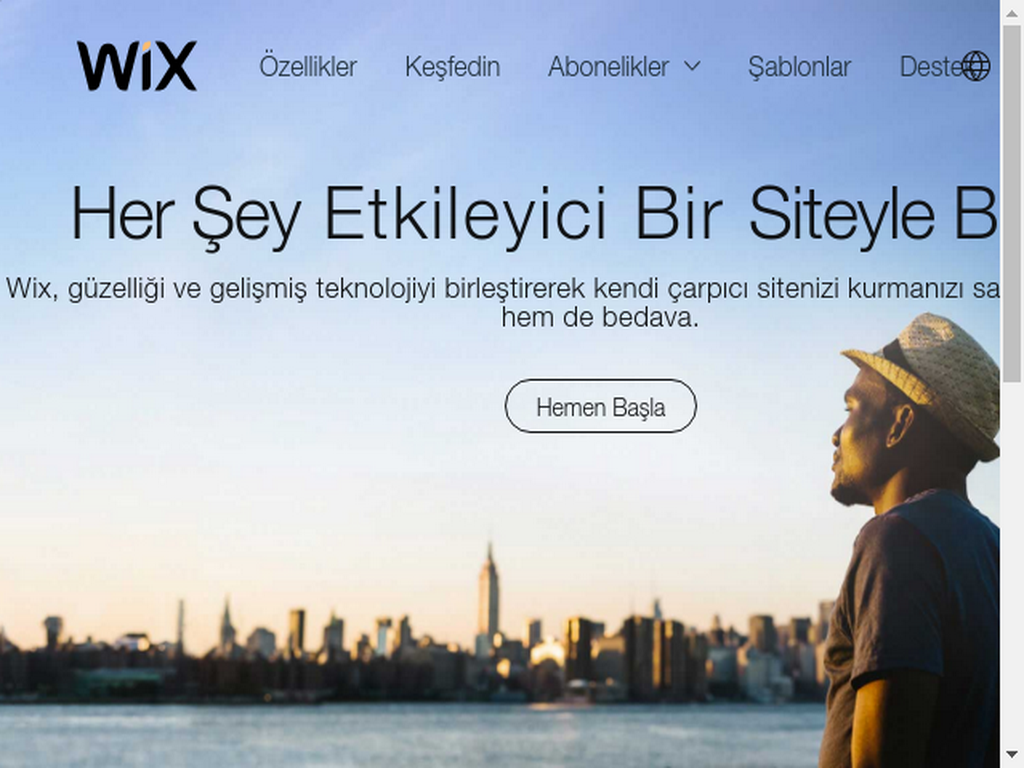 WiX
Özellikler Keşfedin Abonelikler Şablonlar
Her Şey Etkileyici Bir Siteyle B
Wix, güzelliği ve gelişmiş teknolojiyi birleştirerek kendi çarpıcı sitenizi kurmanızı sa
hem de bedava.
Hemen Başla